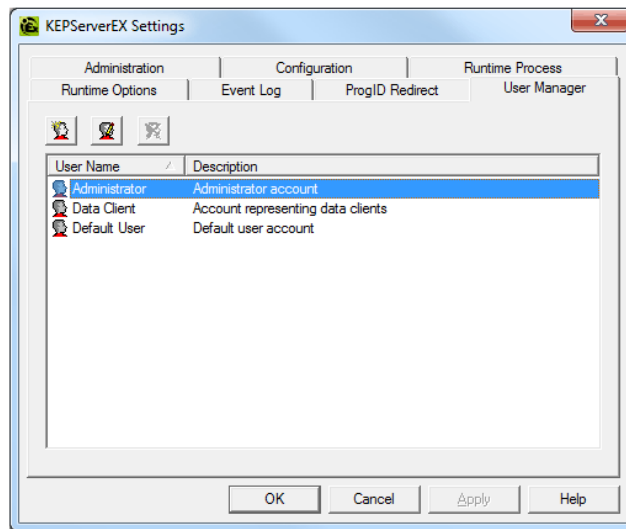 KEPServerEX Settings
Administration Configuration Runtime Process
Runtime Options Event Log ProgID Redirect User Manager
User Name Description
Administrator Administrator account
Data Client Account representing data clients
Default User Default user account
OK Cancel Apply Help